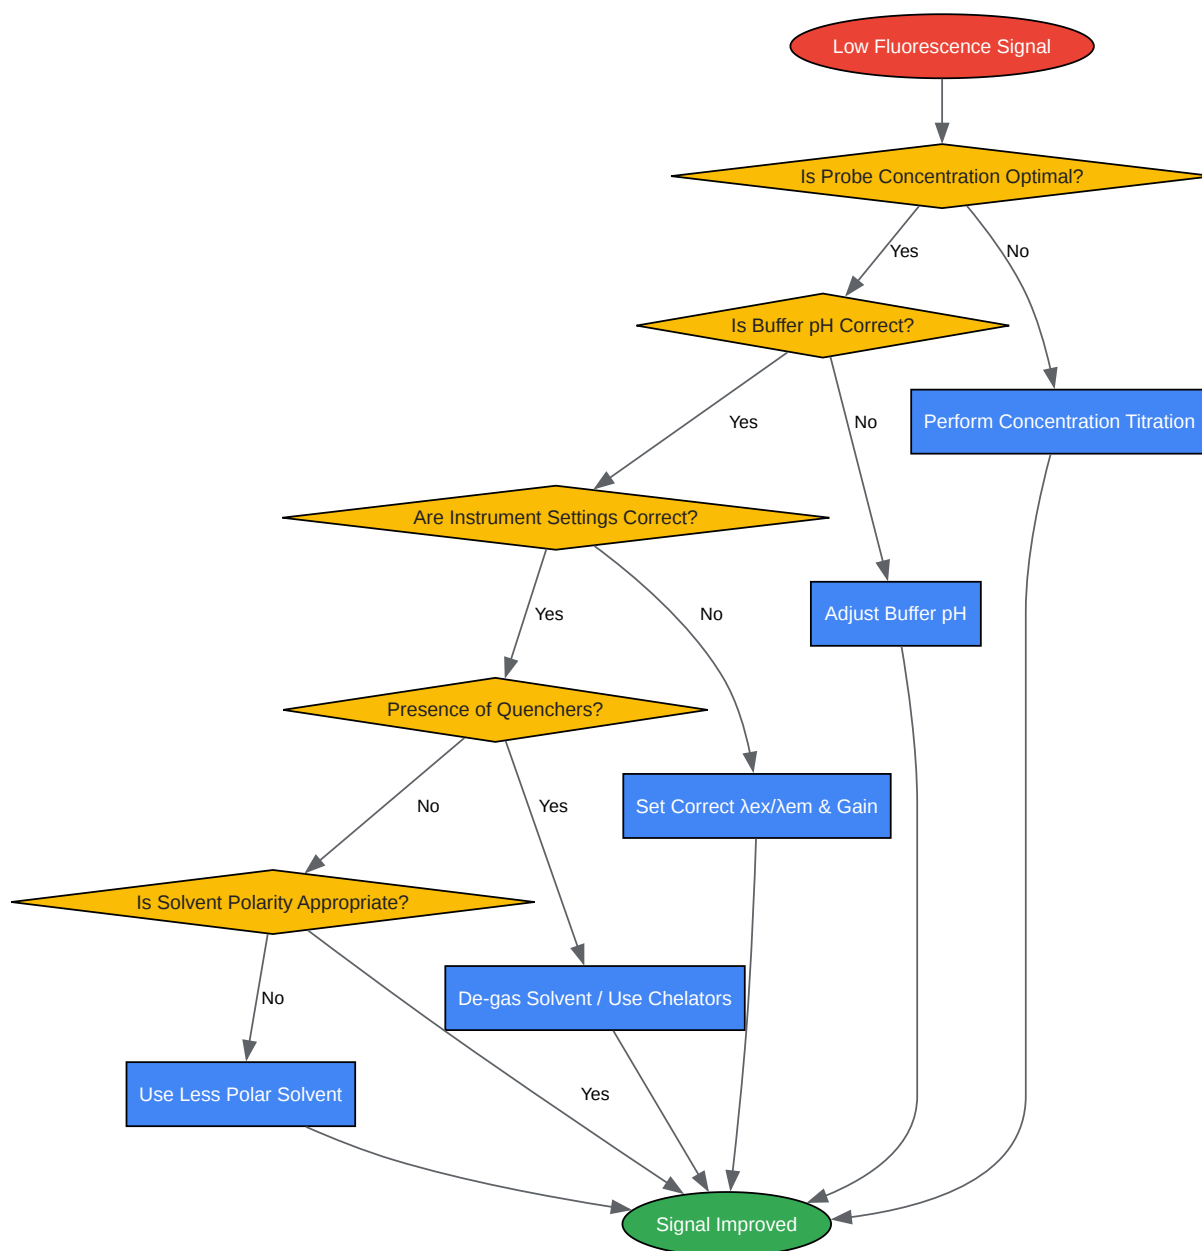 Low Fluorescence Signal
Is Probe Concentration Optimal?
Yes
No
Is Buffer pH Correct?
Perform Concentration Titration
Yes
No
Are Instrument Settings Correct?
Yes
No
Adjust Buffer pH
Presence of Quenchers?
No
Yes
Set Correct λex/λem & Gain
Is Solvent Polarity Appropriate?
No
De-gas Solvent / Use Chelators
Use Less Polar Solvent
Yes
Signal Improved